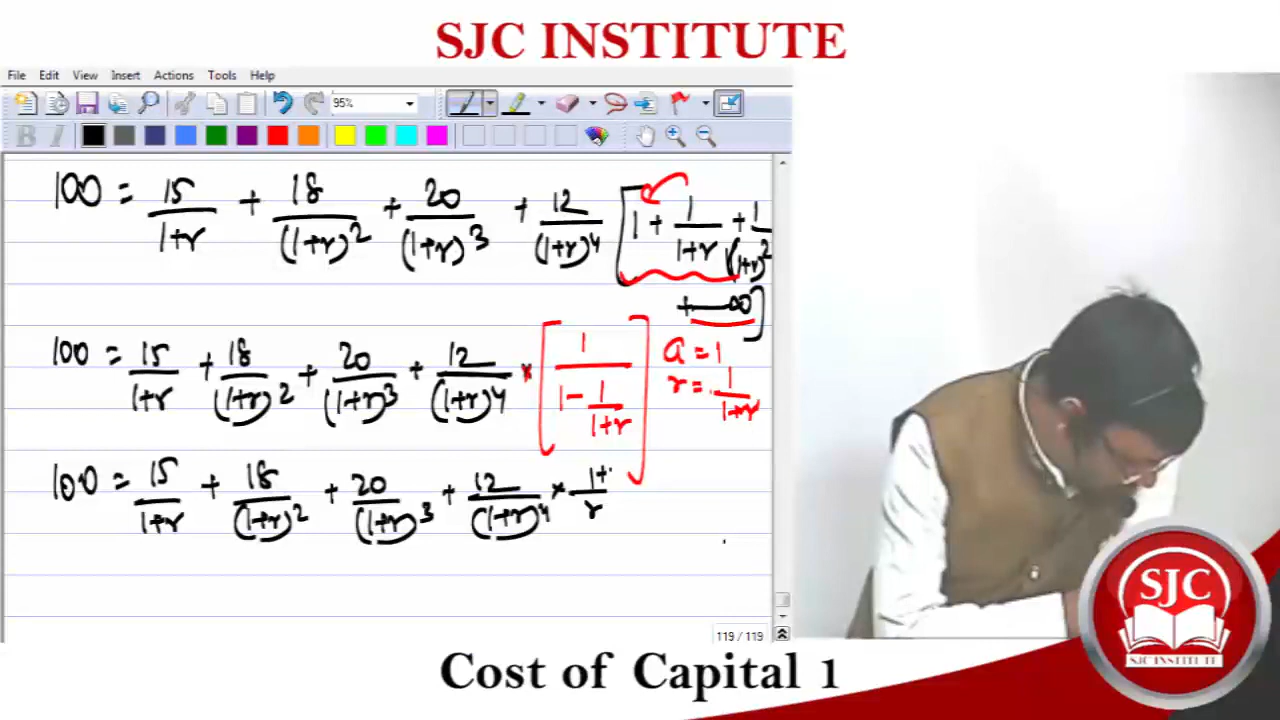 SJC INSTITUTE
File Edit View Insert Actions Tools Help
95%
B I
100 = 15/(1+r) + 18/(1+r)^2 + 20/(1+r)^3 + 12/(1+r)^4 [1 + 1/(1+r) + 1/(1+r)^2
+ — ∞]
100 = 15/(1+r) + 18/(1+r)^2 + 20/(1+r)^3 + 12/(1+r)^4 × [1/(1 - 1/(1+r))] a = 1
r = 1/(1+r)
100 = 15/(1+r) + 18/(1+r)^2 + 20/(1+r)^3 + 12/(1+r)^4 × 1+/r
119 / 119
SJC
SJC INSTITUTE
Cost of Capital 1